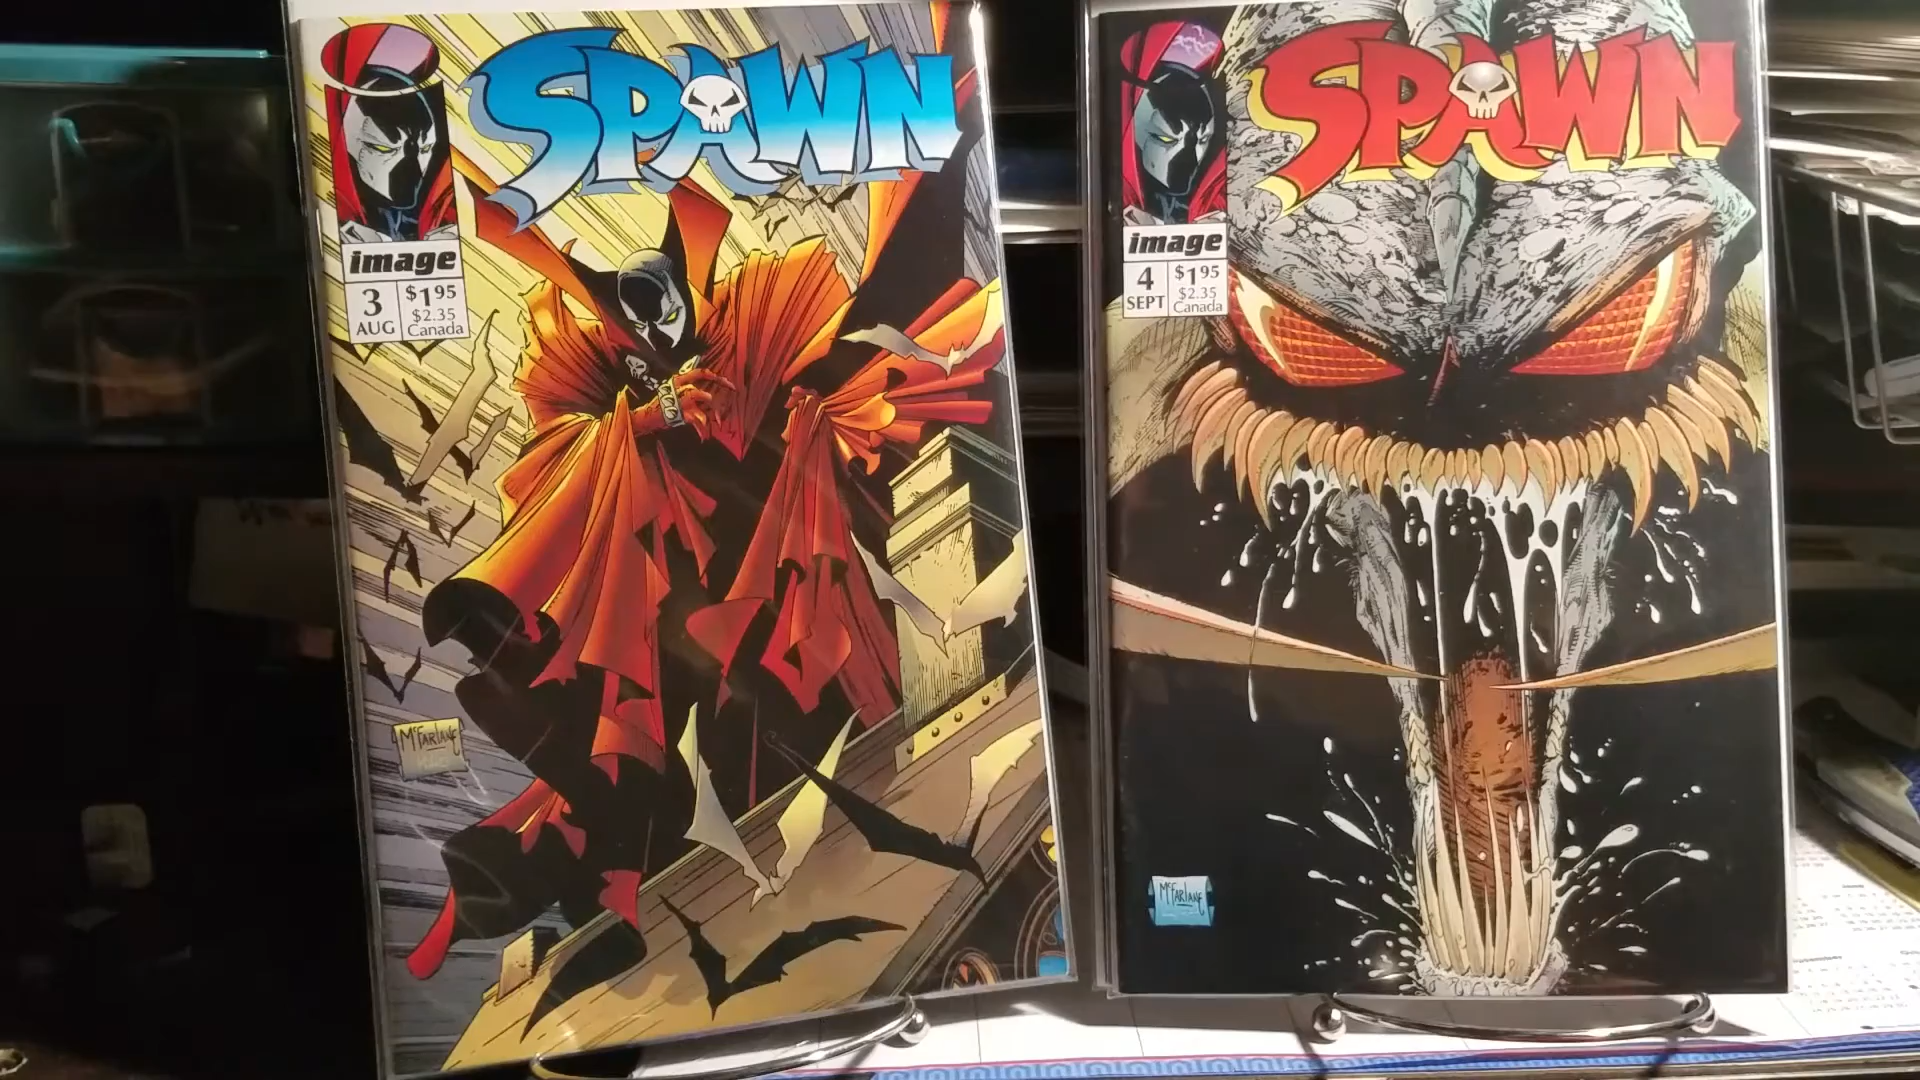 SPAWN
image
3
AUG
$1.95
$2.35
Canada
McFARLANE
SPAWN
image
4
SEPT
$1.95
$2.35
Canada
McFARLANE